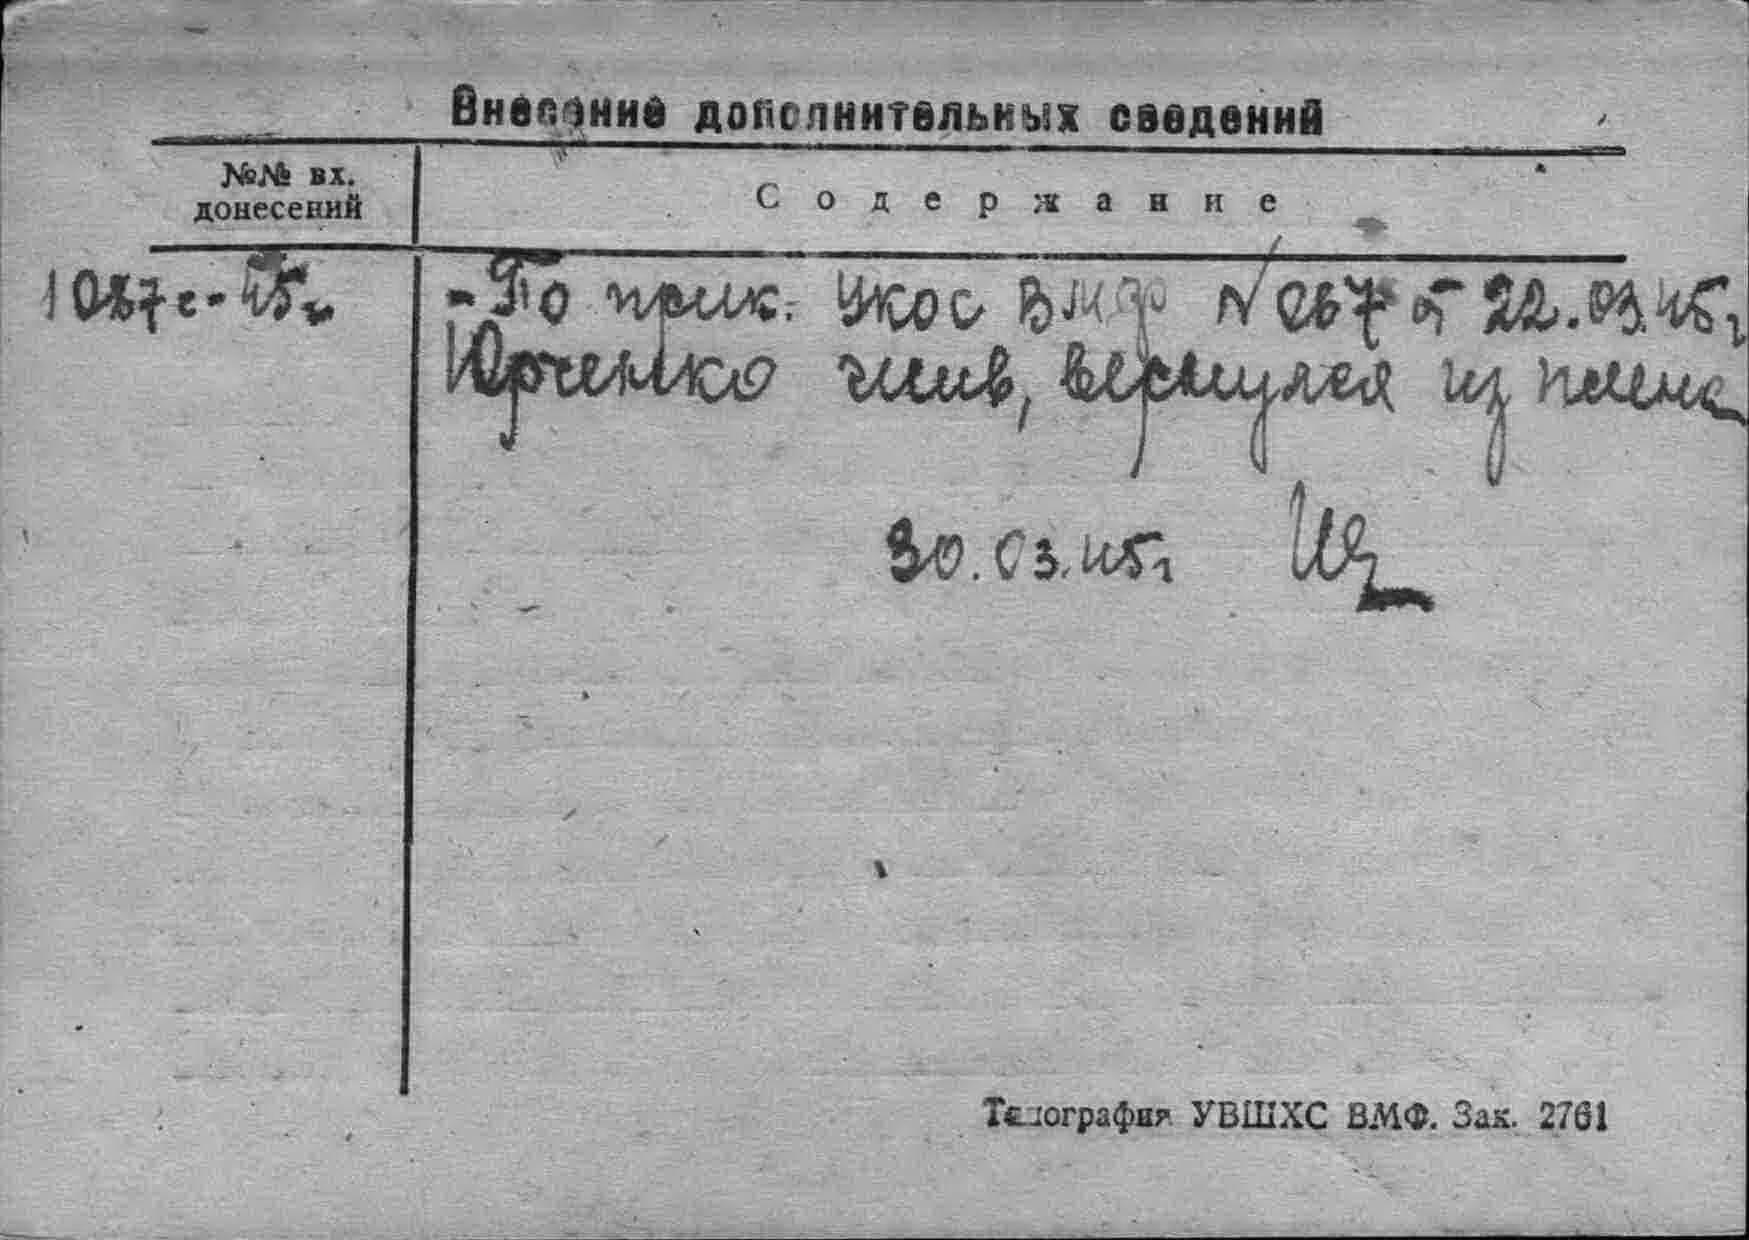 Внесение дополнительных сведений
№№ вх.
донесений
Содержание
1087с-45г
-По прик. УКОС ВМФ № 067 от 22.03.45г
Юрченко жив, вернулся из плена
30.03.45г
Типография УВШХС ВМФ. Зак. 2761